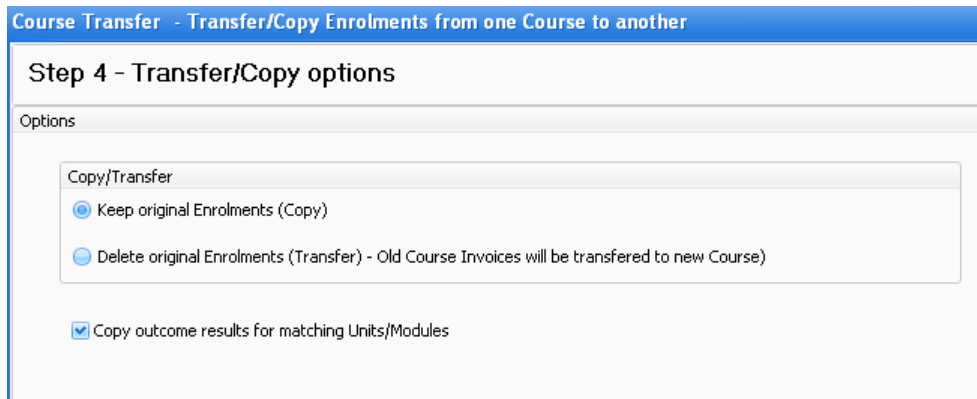 Course Transfer - Transfer/Copy Enrolments from one Course to another
Step 4 - Transfer/Copy options
Options
Copy/Transfer
Keep original Enrolments (Copy)
Delete original Enrolments (Transfer) - Old Course Invoices will be transfered to new Course)
Copy outcome results for matching Units/Modules